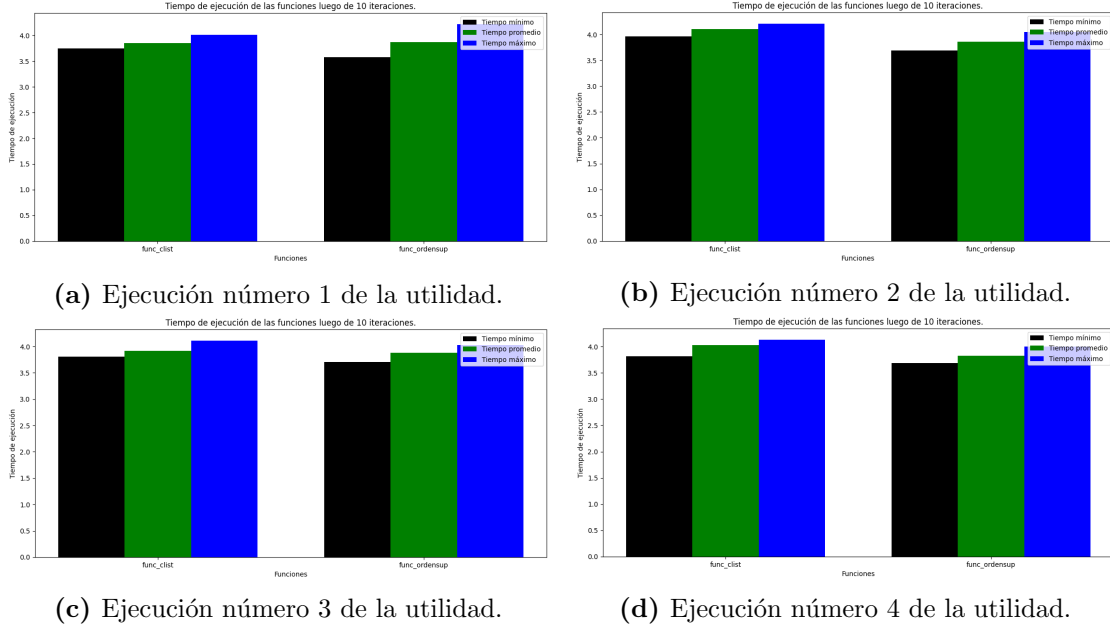 Tiempo de ejecución de las funciones luego de 10 iteraciones.
Tiempo mínimo
Tiempo promedio
Tiempo máximo
4.0
3.5
3.0
2.5
2.0
1.5
1.0
0.5
0.0
Tiempo de ejecución
func_clist
func_ordensup
Funciones
(a) Ejecución número 1 de la utilidad.
Tiempo de ejecución de las funciones luego de 10 iteraciones.
Tiempo mínimo
Tiempo promedio
Tiempo máximo
4.0
3.5
3.0
2.5
2.0
1.5
1.0
0.5
0.0
Tiempo de ejecución
func_clist
func_ordensup
Funciones
(b) Ejecución número 2 de la utilidad.
Tiempo de ejecución de las funciones luego de 10 iteraciones.
Tiempo mínimo
Tiempo promedio
Tiempo máximo
4.0
3.5
3.0
2.5
2.0
1.5
1.0
0.5
0.0
Tiempo de ejecución
func_clist
func_ordensup
Funciones
(c) Ejecución número 3 de la utilidad.
Tiempo de ejecución de las funciones luego de 10 iteraciones.
Tiempo mínimo
Tiempo promedio
Tiempo máximo
4.0
3.5
3.0
2.5
2.0
1.5
1.0
0.5
0.0
Tiempo de ejecución
func_clist
func_ordensup
Funciones
(d) Ejecución número 4 de la utilidad.